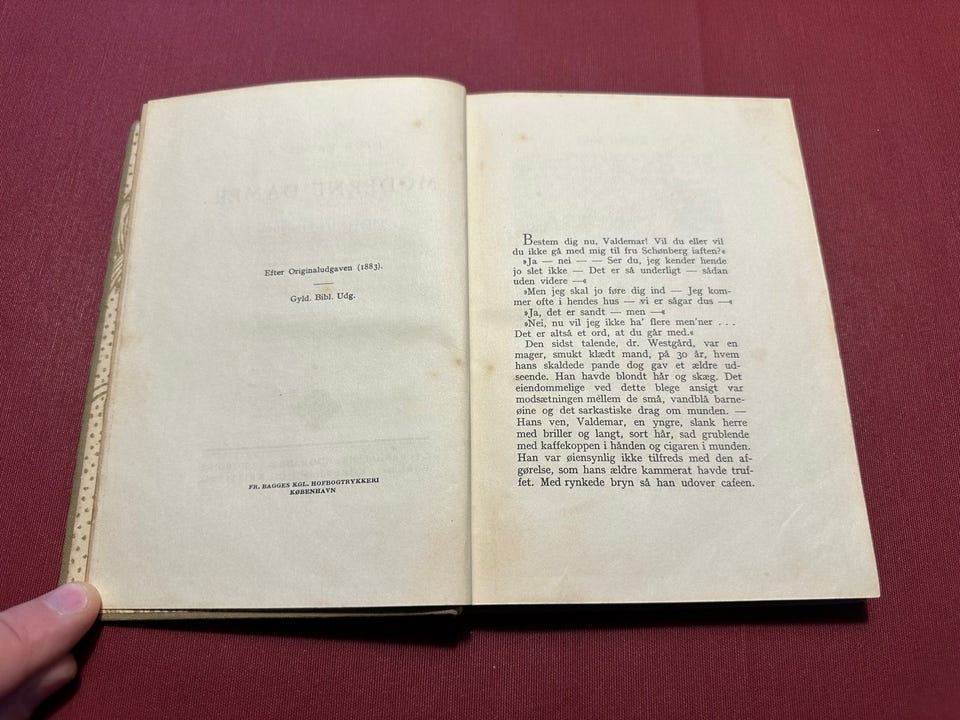 Efter Originaludgaven (1883).
Gyld. Bibl. Udg.
FR. BAGGES KGL. HOFBOGTRYKKERI
KØBENHAVN
Bestem dig nu, Valdemar! Vil du eller vil
du ikke gå med mig til fru Schønberg iaften?«
»Ja — nei — — Ser du, jeg kender hende
jo slet ikke — Det er så underligt — sådan
uden videre —«
»Men jeg skal jo føre dig ind — Jeg kom-
mer ofte i hendes hus — vi er sågar dus —«
»Ja, det er sandt — men —«
»Nei, nu vil jeg ikke ha' flere men'ner . . .
Det er altså et ord, at du går med.«
Den sidst talende, dr. Westgård, var en
mager, smukt klædt mand, på 30 år, hvem
hans skaldede pande dog gav et ældre ud-
seende. Han havde blondt hår og skæg. Det
eiendommelige ved dette blege ansigt var
modsætningen méllem de små, vandblå barne-
øine og det sarkastiske drag om munden. —
Hans ven, Valdemar, en yngre, slank herre
med briller og langt, sort hår, sad grublende
med kaffekoppen i hånden og cigaren i munden.
Han var øiensynlig ikke tilfreds med den af-
gørelse, som hans ældre kammerat havde truf-
fet. Med rynkede bryn så han udover cafeen.